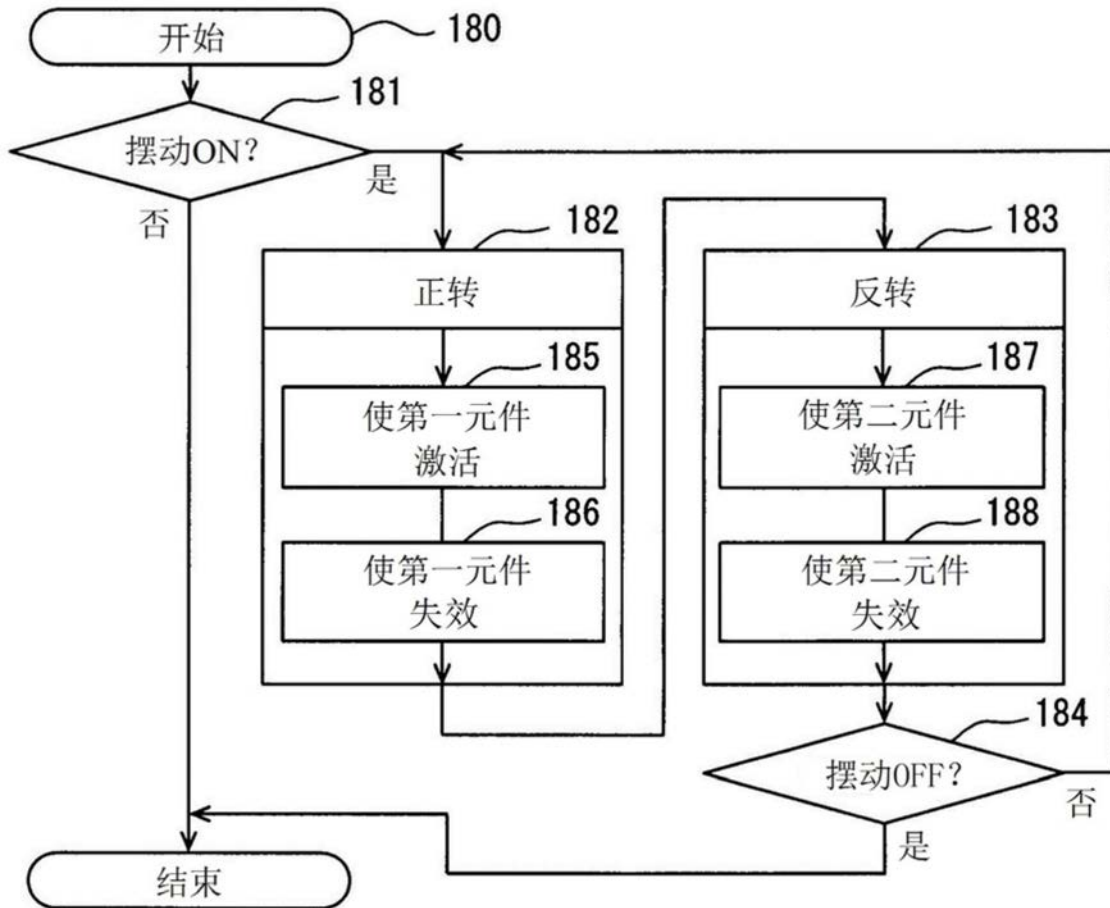 开始
180
181
摆动ON?
是
否
182
正转
185
使第一元件
激活
186
使第一元件
失效
183
反转
187
使第二元件
激活
188
使第二元件
失效
184
摆动OFF?
否
是
结束